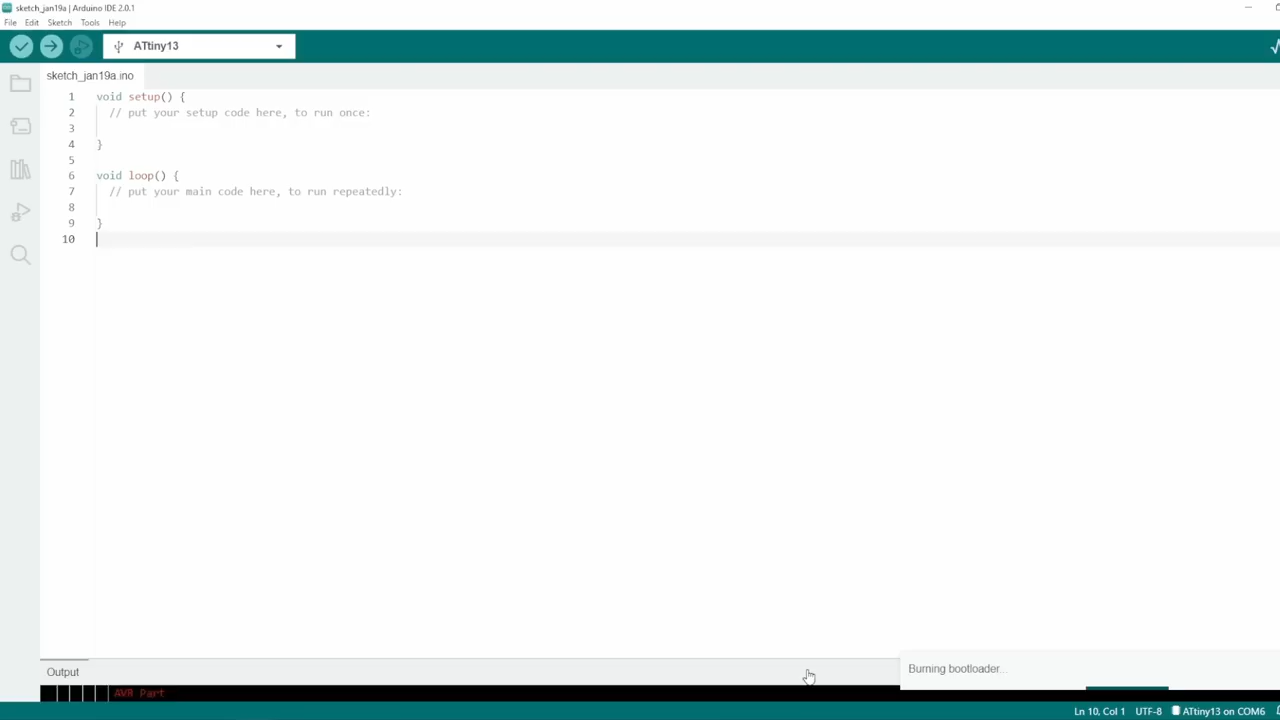 sketch_jan19a | Arduino IDE 2.0.1
File Edit Sketch Tools Help
ATtiny13
sketch_jan19a.ino
1 void setup() {
2 // put your setup code here, to run once:
3
4 }
5
6 void loop() {
7 // put your main code here, to run repeatedly:
8
9 }
10
Output
Burning bootloader...
AVR Part
Ln 10, Col 1 UTF-8 ATtiny13 on COM6